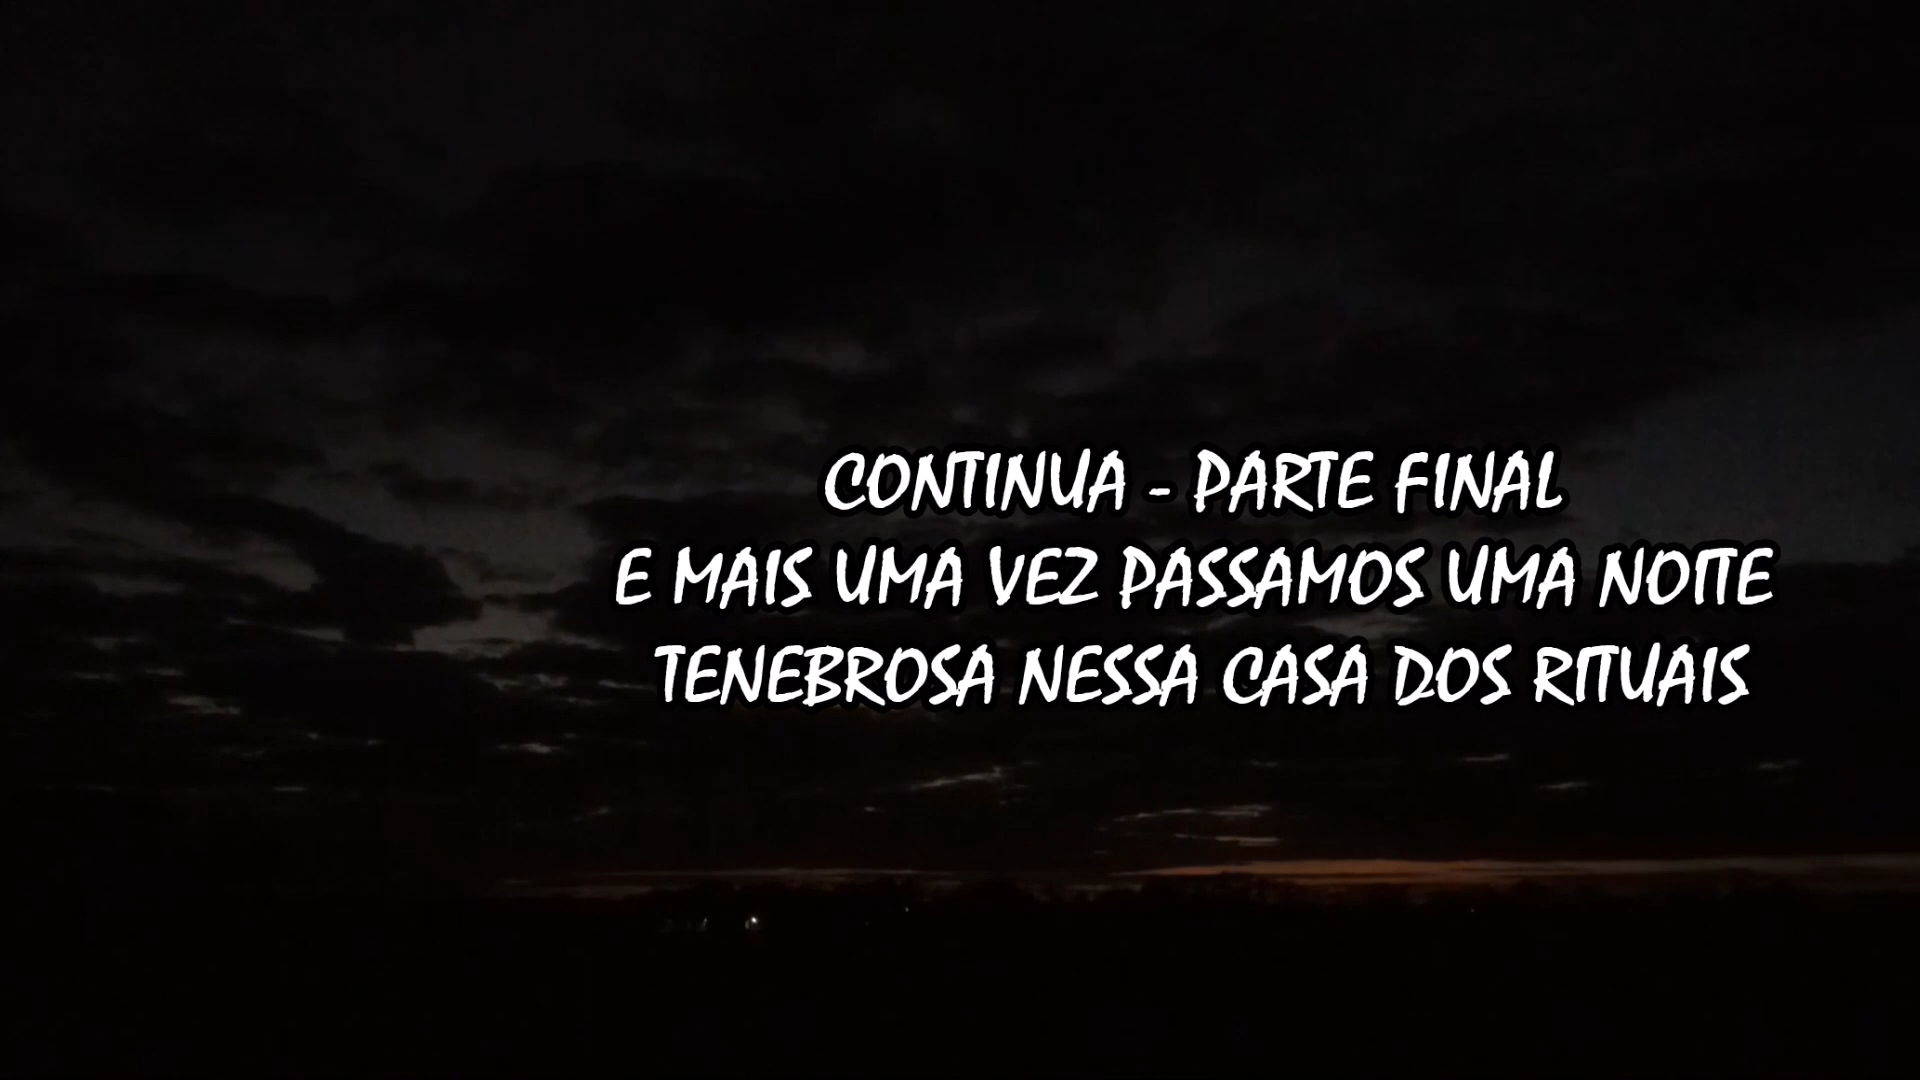 CONTINUA - PARTE FINAL
E MAIS UMA VEZ PASSAMOS UMA NOITE
TENEBROSA NESSA CASA DOS RITUAIS